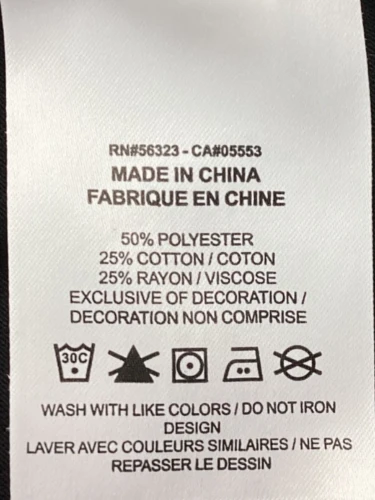 RN#56323 - CA#05553
MADE IN CHINA
FABRIQUE EN CHINE
50% POLYESTER
25% COTTON / COTON
25% RAYON / VISCOSE
EXCLUSIVE OF DECORATION /
DECORATION NON COMPRISE
30C
WASH WITH LIKE COLORS / DO NOT IRON
DESIGN
LAVER AVEC COULEURS SIMILAIRES / NE PAS
REPASSER LE DESSIN